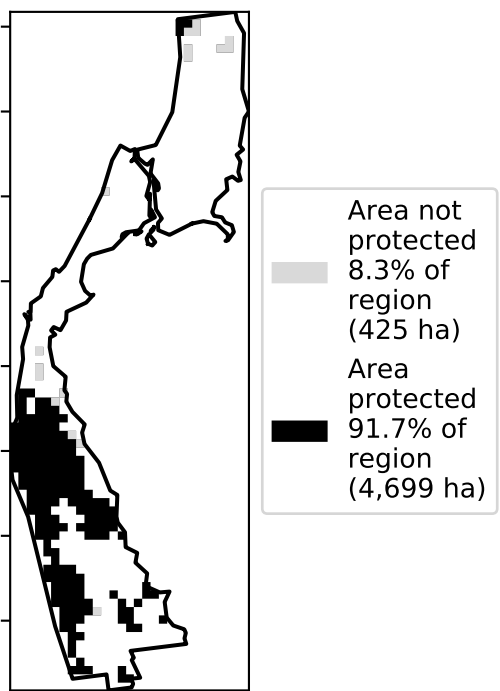 Area not
protected
8.3% of
region
(425 ha)
Area
protected
91.7% of
region
(4,699 ha)